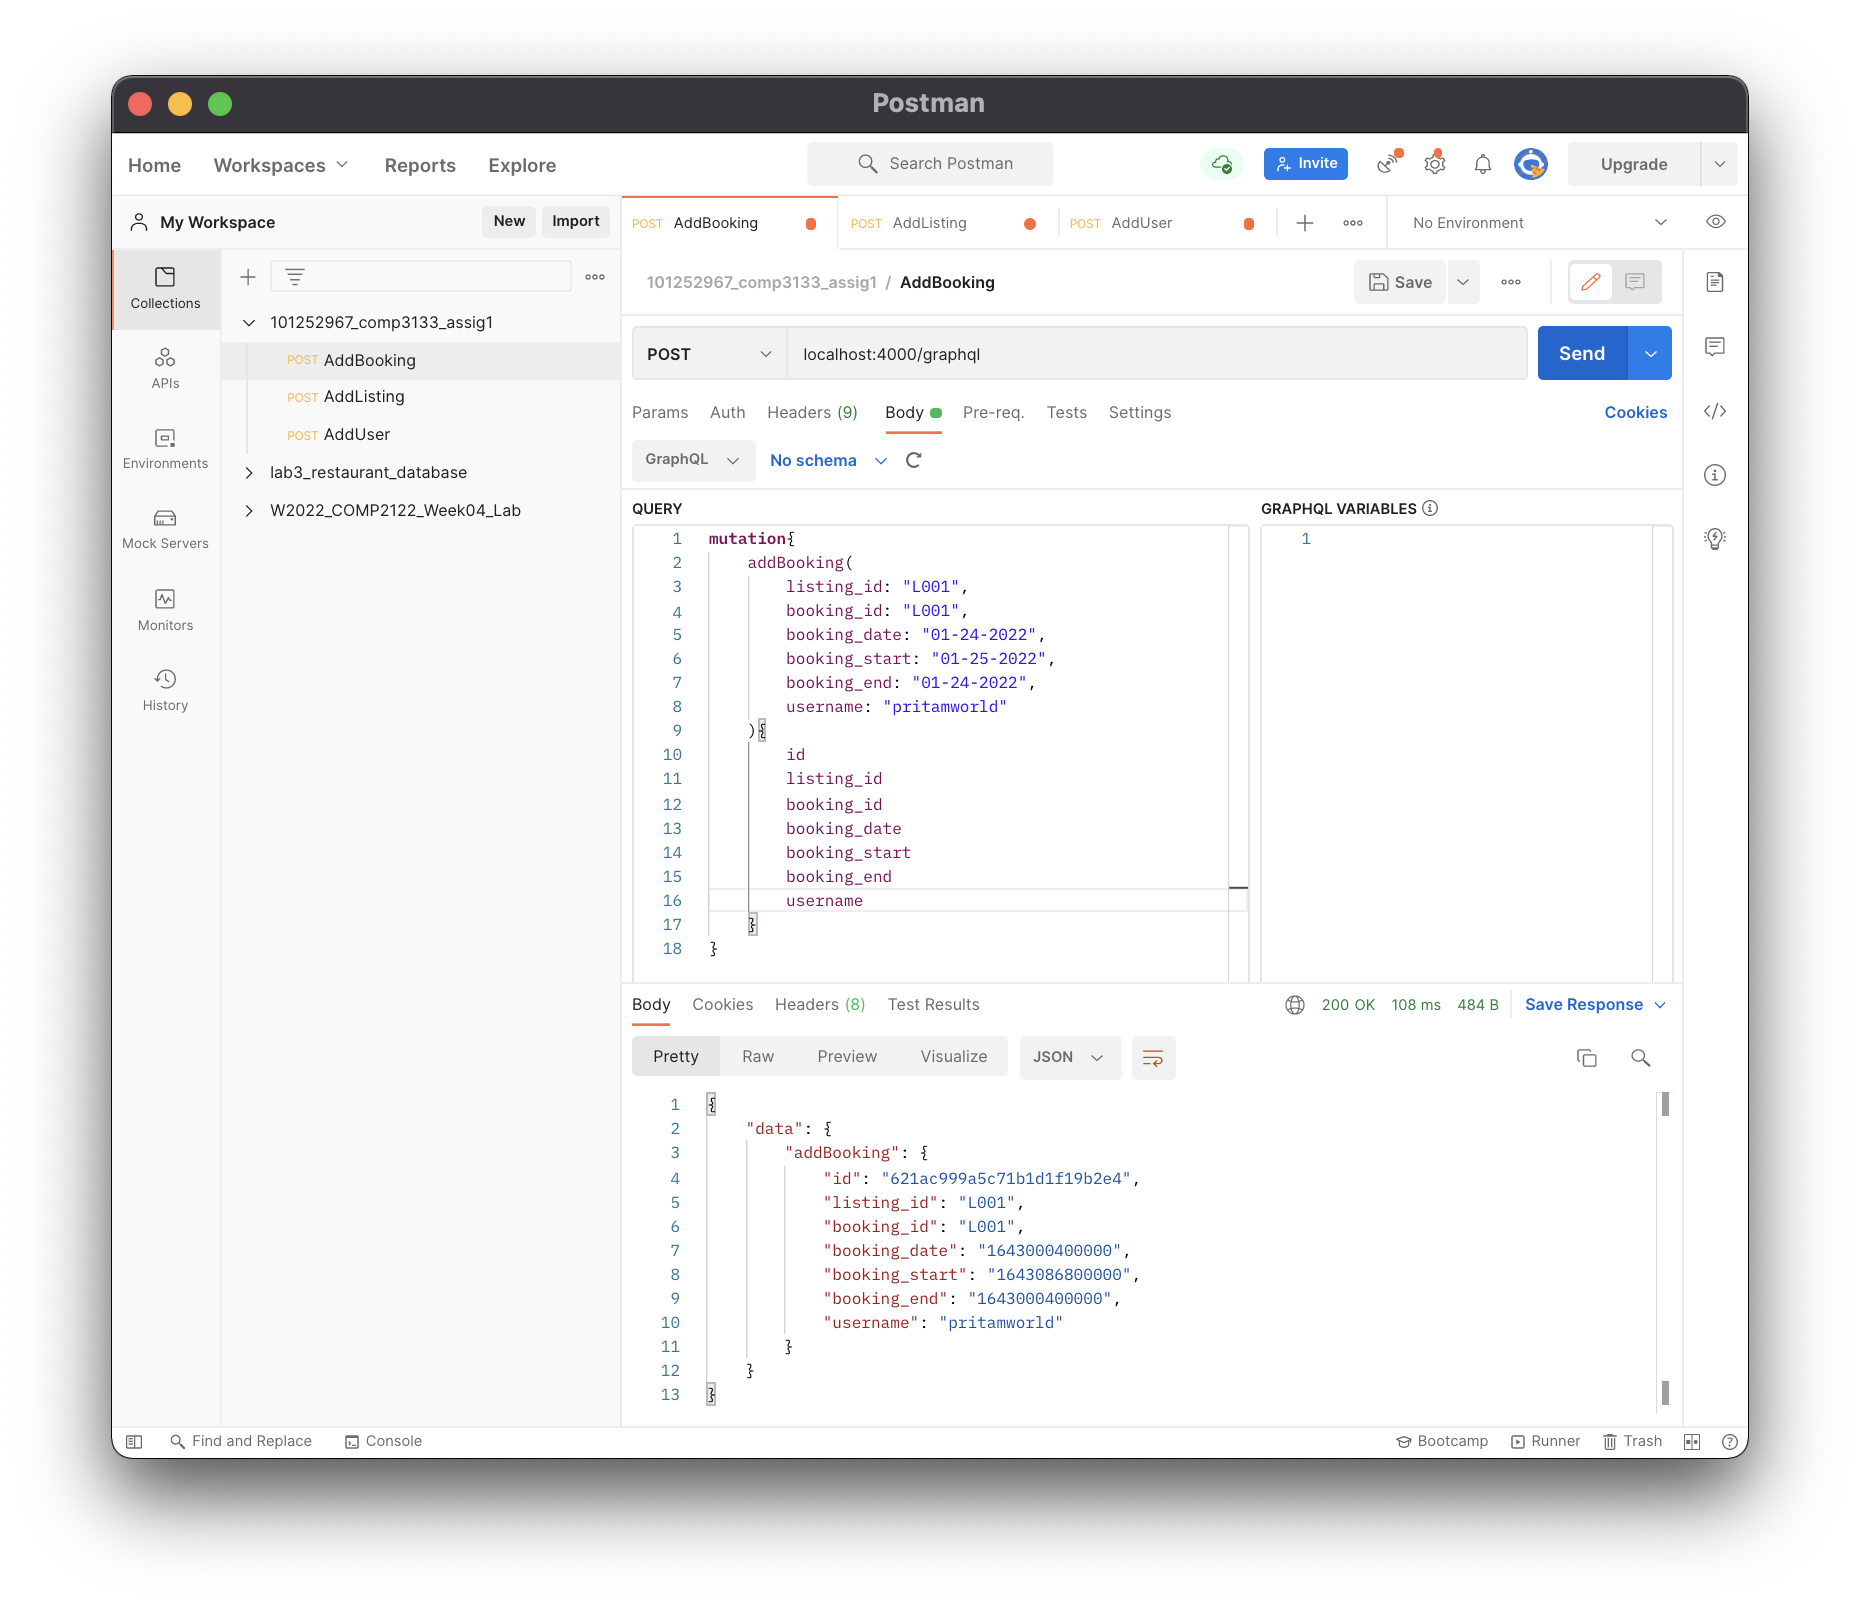 Postman
Home Workspaces Reports Explore Search Postman Invite Upgrade
My Workspace New Import POST AddBooking POST AddListing POST AddUser No Environment
Collections
APIs
Environments
Mock Servers
Monitors
History
101252967_comp3133_assig1
POST AddBooking
POST AddListing
POST AddUser
lab3_restaurant_database
W2022_COMP2122_Week04_Lab
101252967_comp3133_assig1 / AddBooking Save
POST localhost:4000/graphql Send
Params Auth Headers (9) Body Pre-req. Tests Settings Cookies
GraphQL No schema
QUERY
1 mutation{
2 addBooking(
3 listing_id: "L001",
4 booking_id: "L001",
5 booking_date: "01-24-2022",
6 booking_start: "01-25-2022",
7 booking_end: "01-24-2022",
8 username: "pritamworld"
9 ){
10 id
11 listing_id
12 booking_id
13 booking_date
14 booking_start
15 booking_end
16 username
17 }
18 }
GRAPHQL VARIABLES
1
Body Cookies Headers (8) Test Results 200 OK 108 ms 484 B Save Response
Pretty Raw Preview Visualize JSON
1 {
2 "data": {
3 "addBooking": {
4 "id": "621ac999a5c71b1d1f19b2e4",
5 "listing_id": "L001",
6 "booking_id": "L001",
7 "booking_date": "1643000400000",
8 "booking_start": "1643086800000",
9 "booking_end": "1643000400000",
10 "username": "pritamworld"
11 }
12 }
13 }
Find and Replace Console Bootcamp Runner Trash